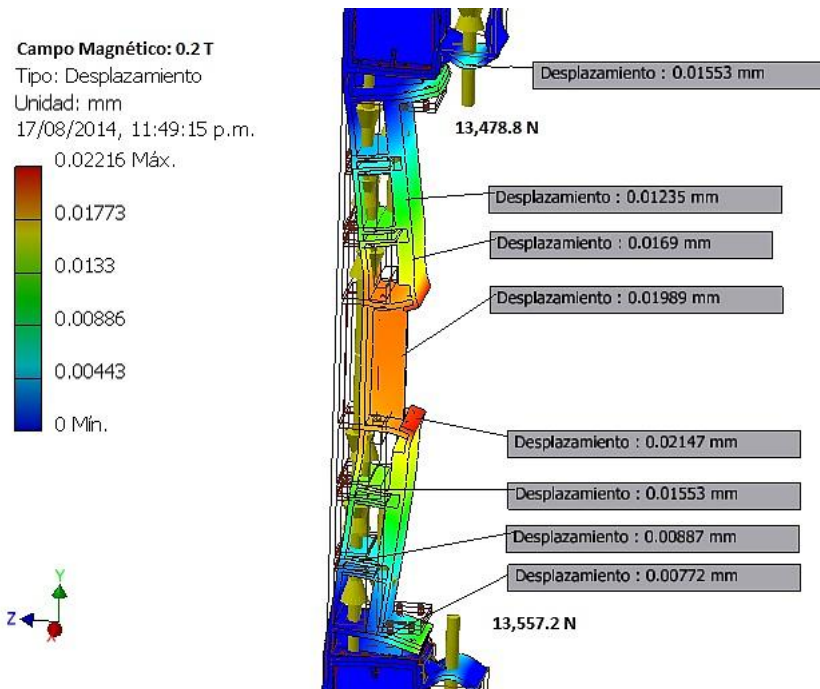 Campo Magnético: 0.2 T
Tipo: Desplazamiento
Unidad: mm
17/08/2014, 11:49:15 p.m.
0.02216 Máx.
0.01773
0.0133
0.00886
0.00443
0 Mín.
Desplazamiento : 0.01553 mm
13,478.8 N
Desplazamiento : 0.01235 mm
Desplazamiento : 0.0169 mm
Desplazamiento : 0.01989 mm
Desplazamiento : 0.02147 mm
Desplazamiento : 0.01553 mm
Desplazamiento : 0.00887 mm
Desplazamiento : 0.00772 mm
13,557.2 N
Y
Z
X